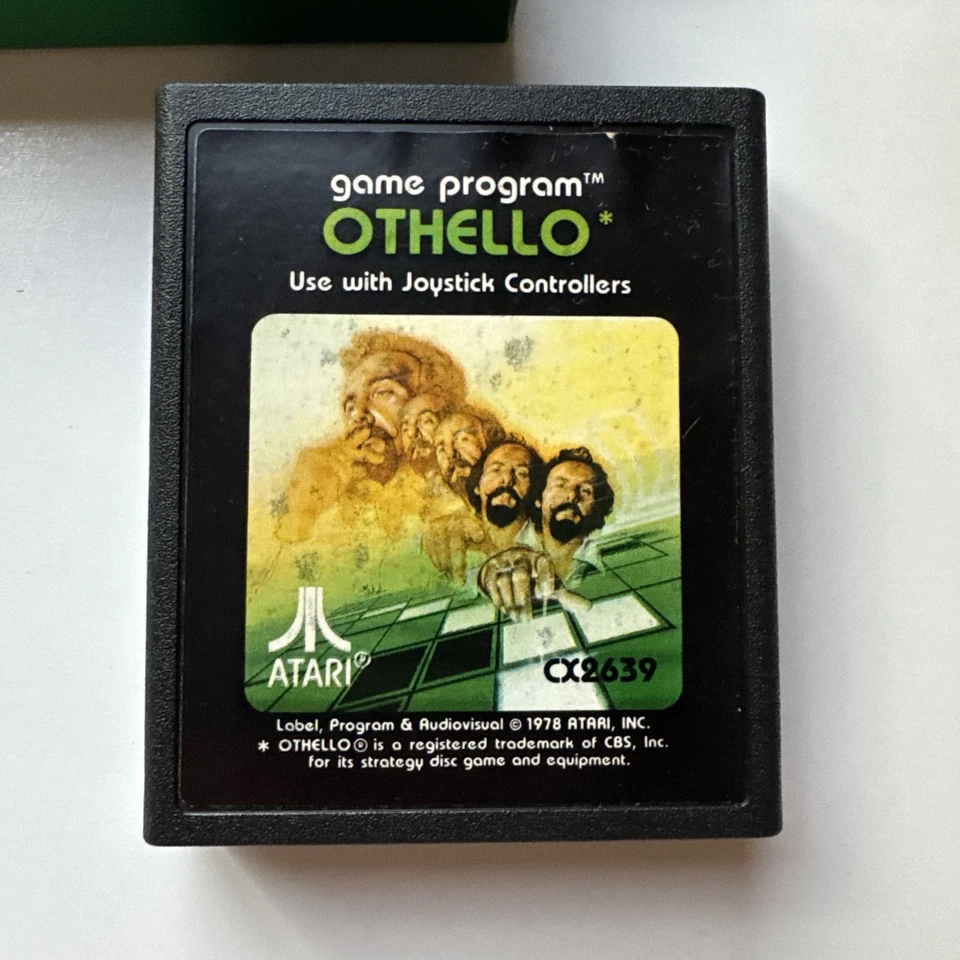 game program™
OTHELLO*
Use with Joystick Controllers
ATARI®
CX2639
Label, Program & Audiovisual © 1978 ATARI, INC.
* OTHELLO® is a registered trademark of CBS, Inc.
for its strategy disc game and equipment.